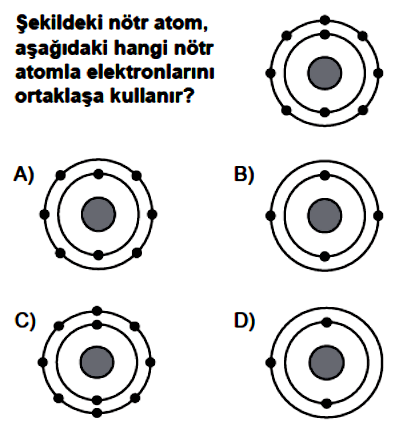 Şekildeki nötr atom,
aşağıdaki hangi nötr
atomla elektronlarını
ortaklaşa kullanır?
A)
B)
C)
D)